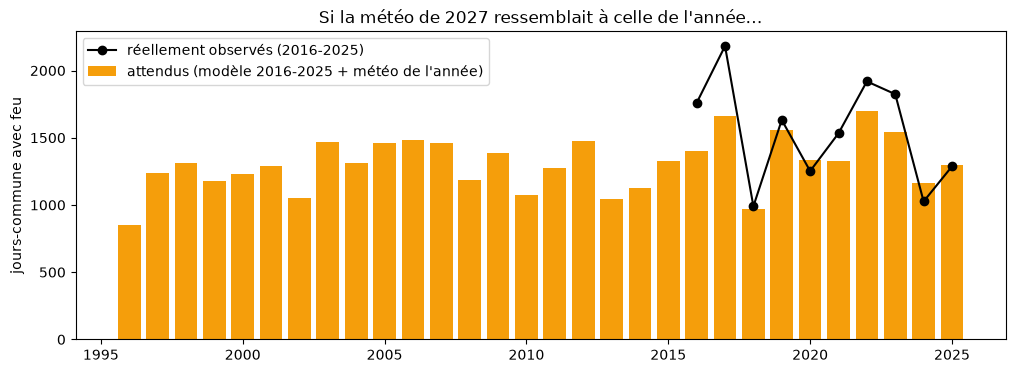 Si la météo de 2027 ressemblait à celle de l'année...
réellement observés (2016-2025)
attendus (modèle 2016-2025 + météo de l'année)
jours-commune avec feu
2000
1500
1000
500
0
1995 2000 2005 2010 2015 2020 2025